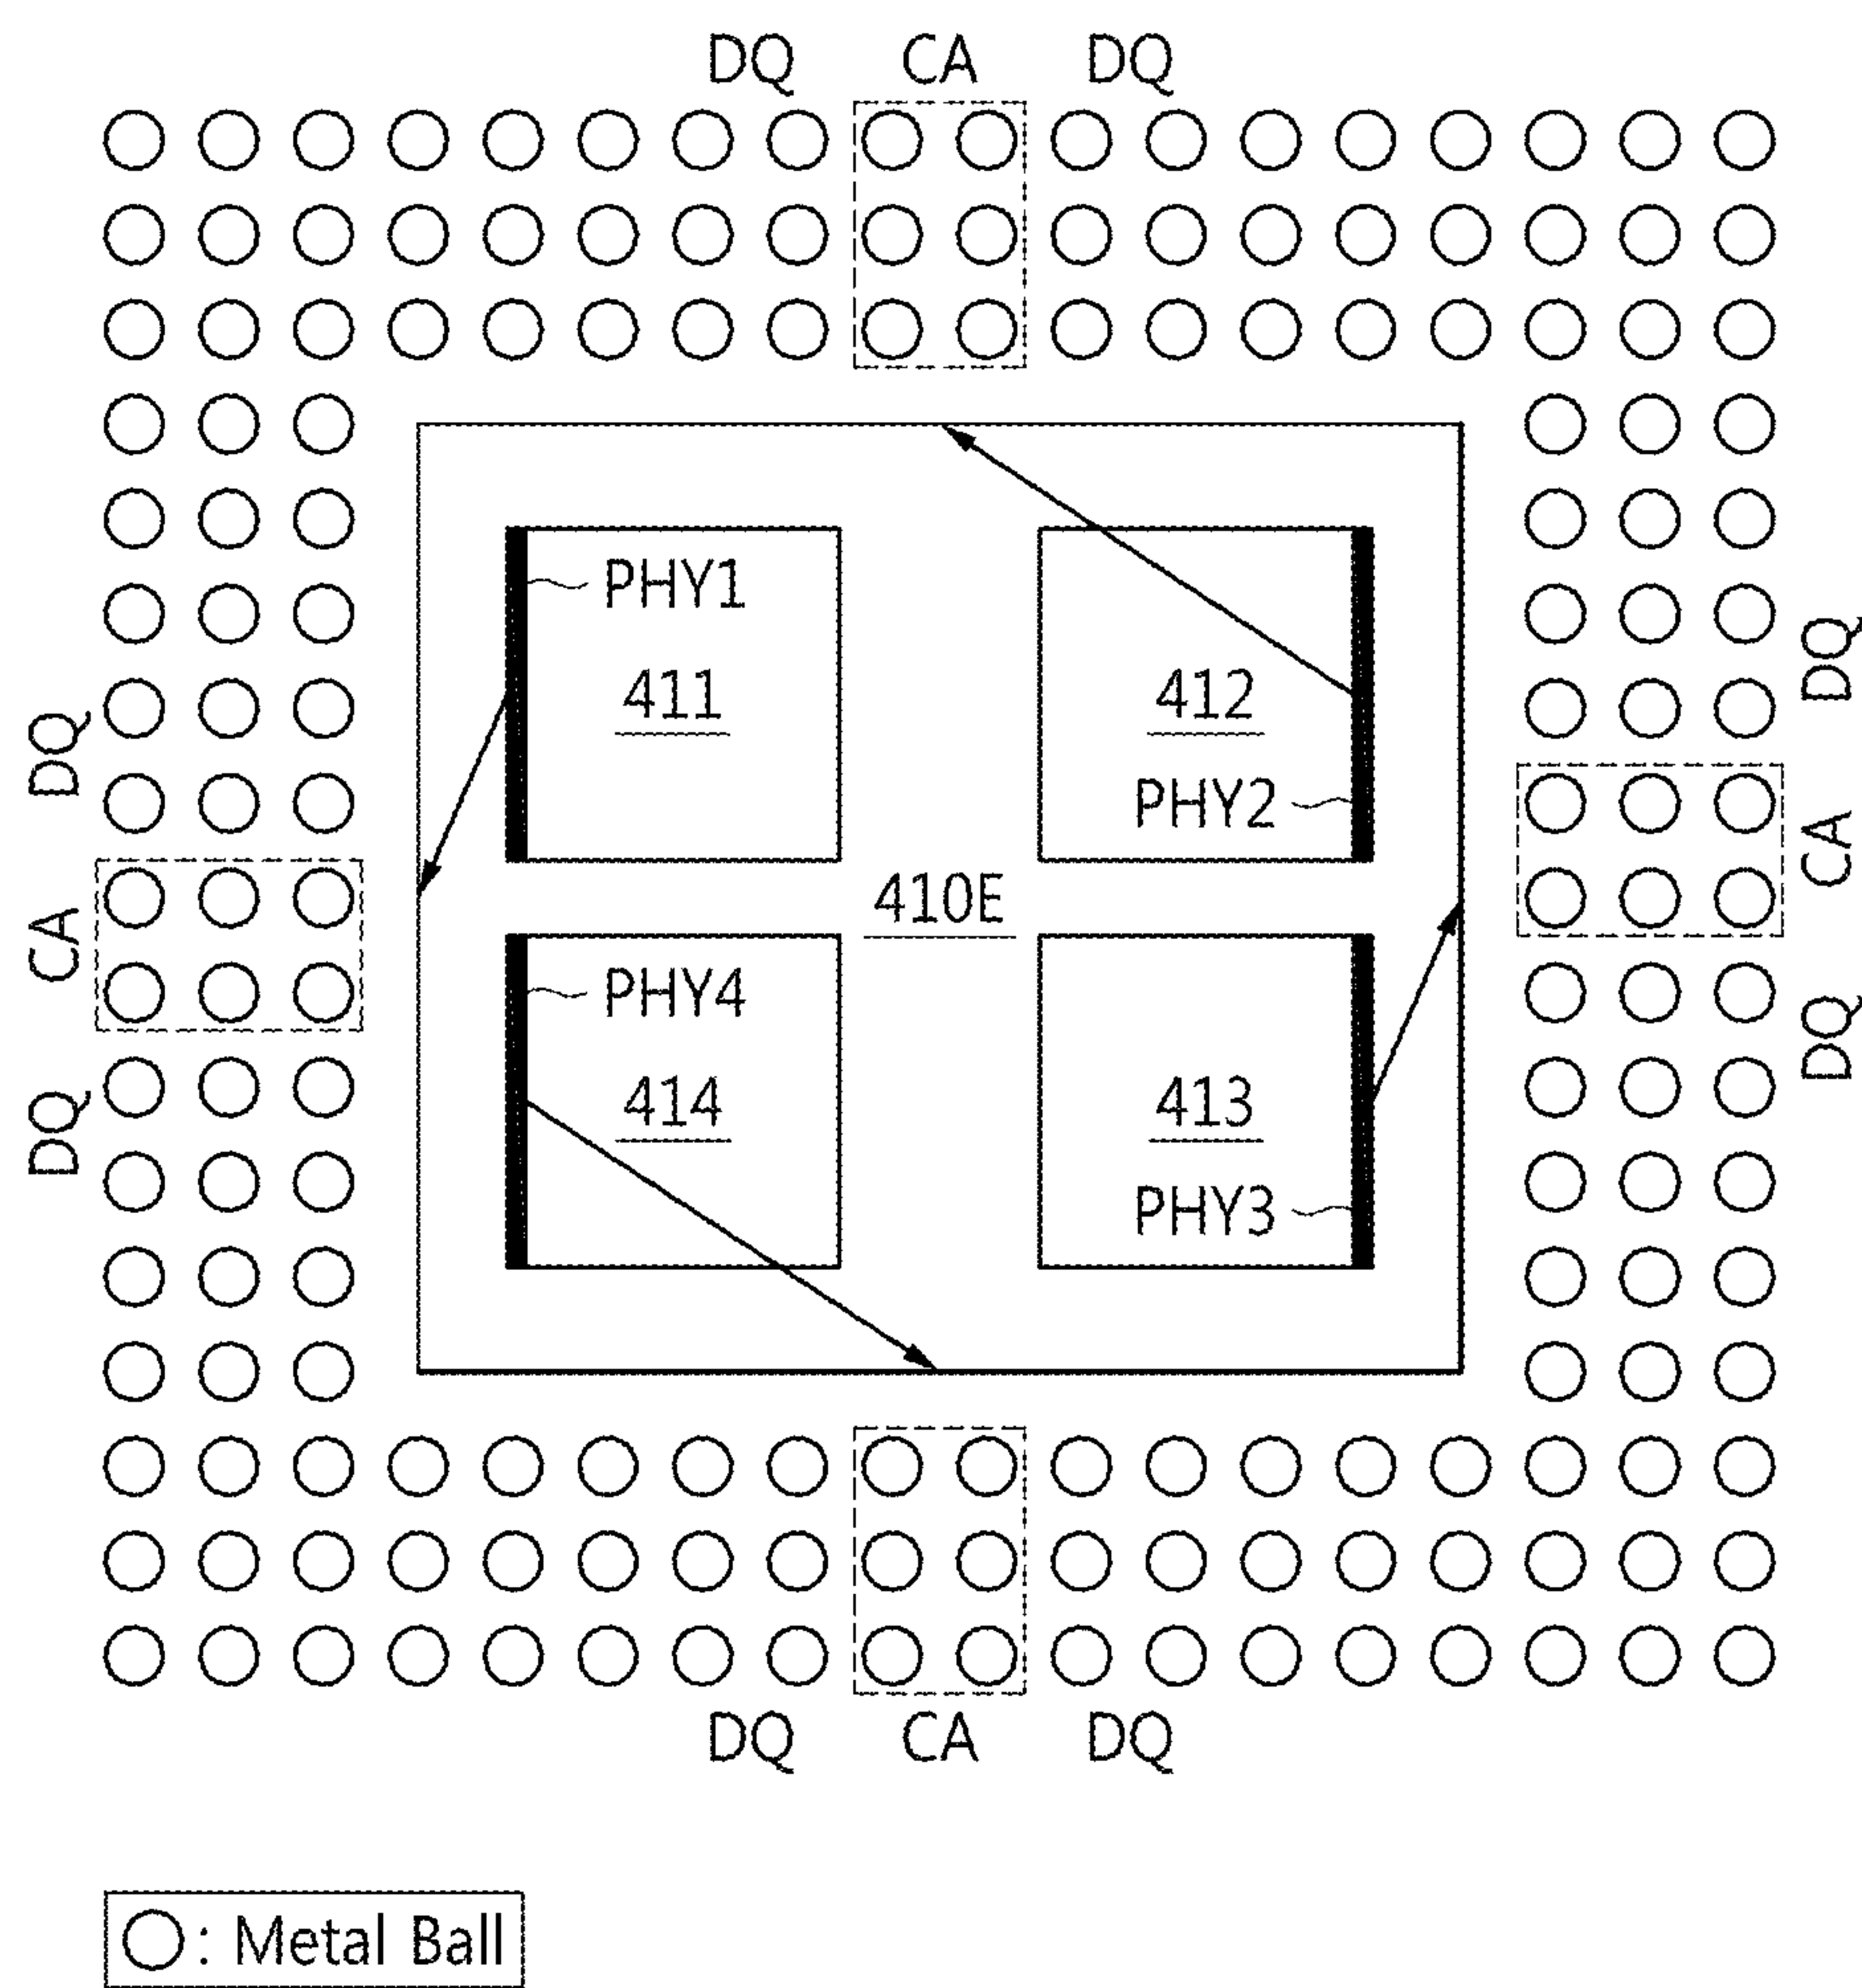 DQ CA DQ
PHY1
411
412
PHY2
DQ
CA
DQ
DQ
CA
DQ
410E
PHY4
414
413
PHY3
DQ CA DQ
: Metal Ball